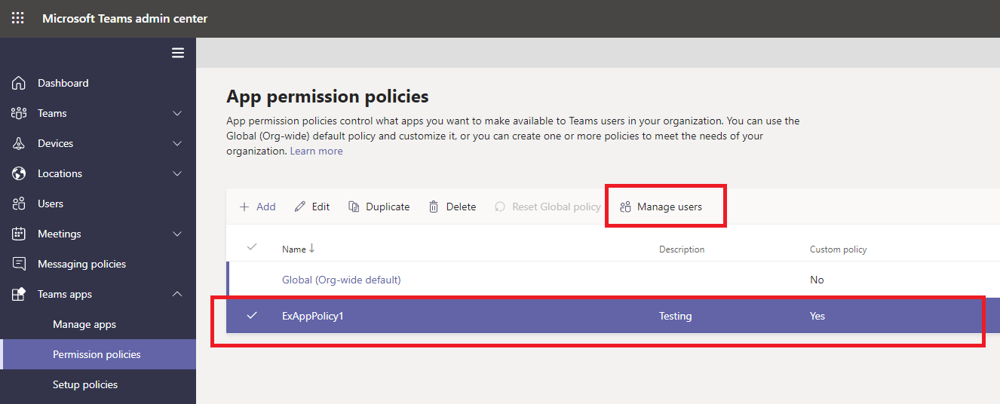 Microsoft Teams admin center
Dashboard
Teams
Devices
Locations
Users
Meetings
Messaging policies
Teams apps
Manage apps
Permission policies
Setup policies
App permission policies
App permission policies control what apps you want to make available to Teams users in your organization. You can use the
Global (Org-wide) default policy and customize it, or you can create one or more policies to meet the needs of your
organization. Learn more
+ Add Edit Duplicate Delete Reset Global policy Manage users
Name ↓ Description Custom policy
Global (Org-wide default) No
ExAppPolicy1 Testing Yes